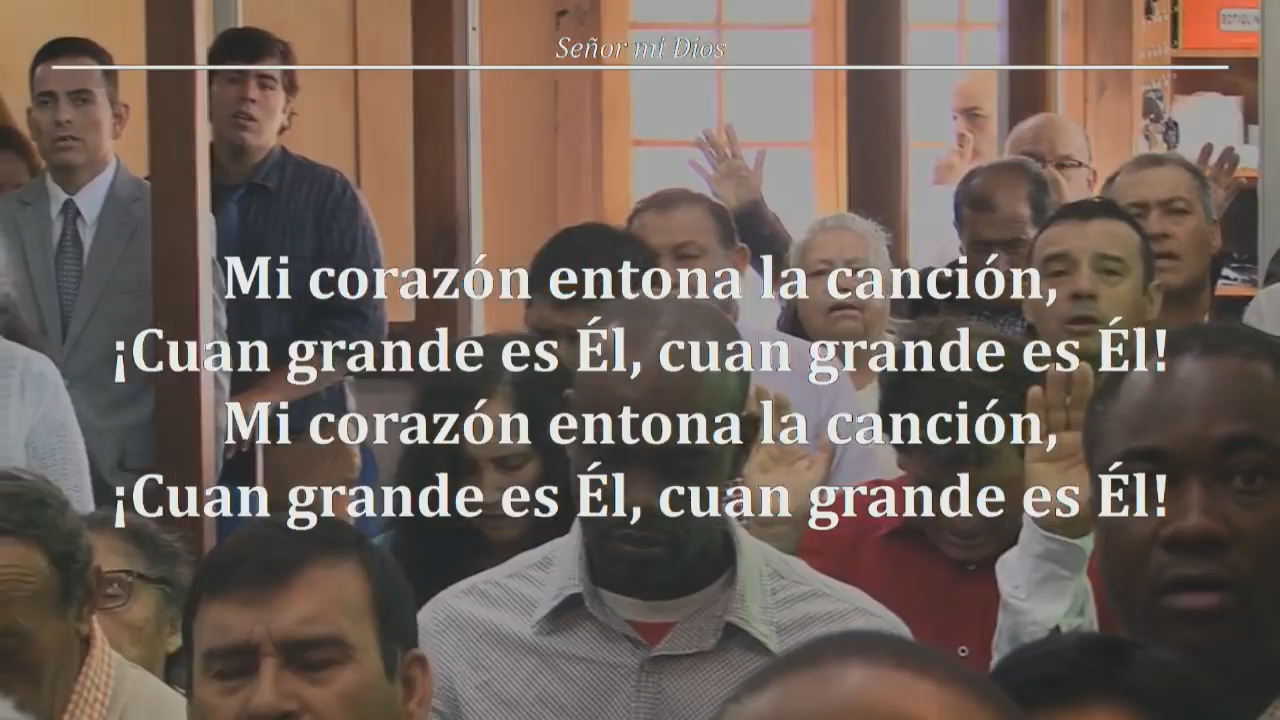 Señor mi Dios
BOTIQUIN
Mi corazón entona la canción,
¡Cuan grande es Él, cuan grande es Él!
Mi corazón entona la canción,
¡Cuan grande es Él, cuan grande es Él!